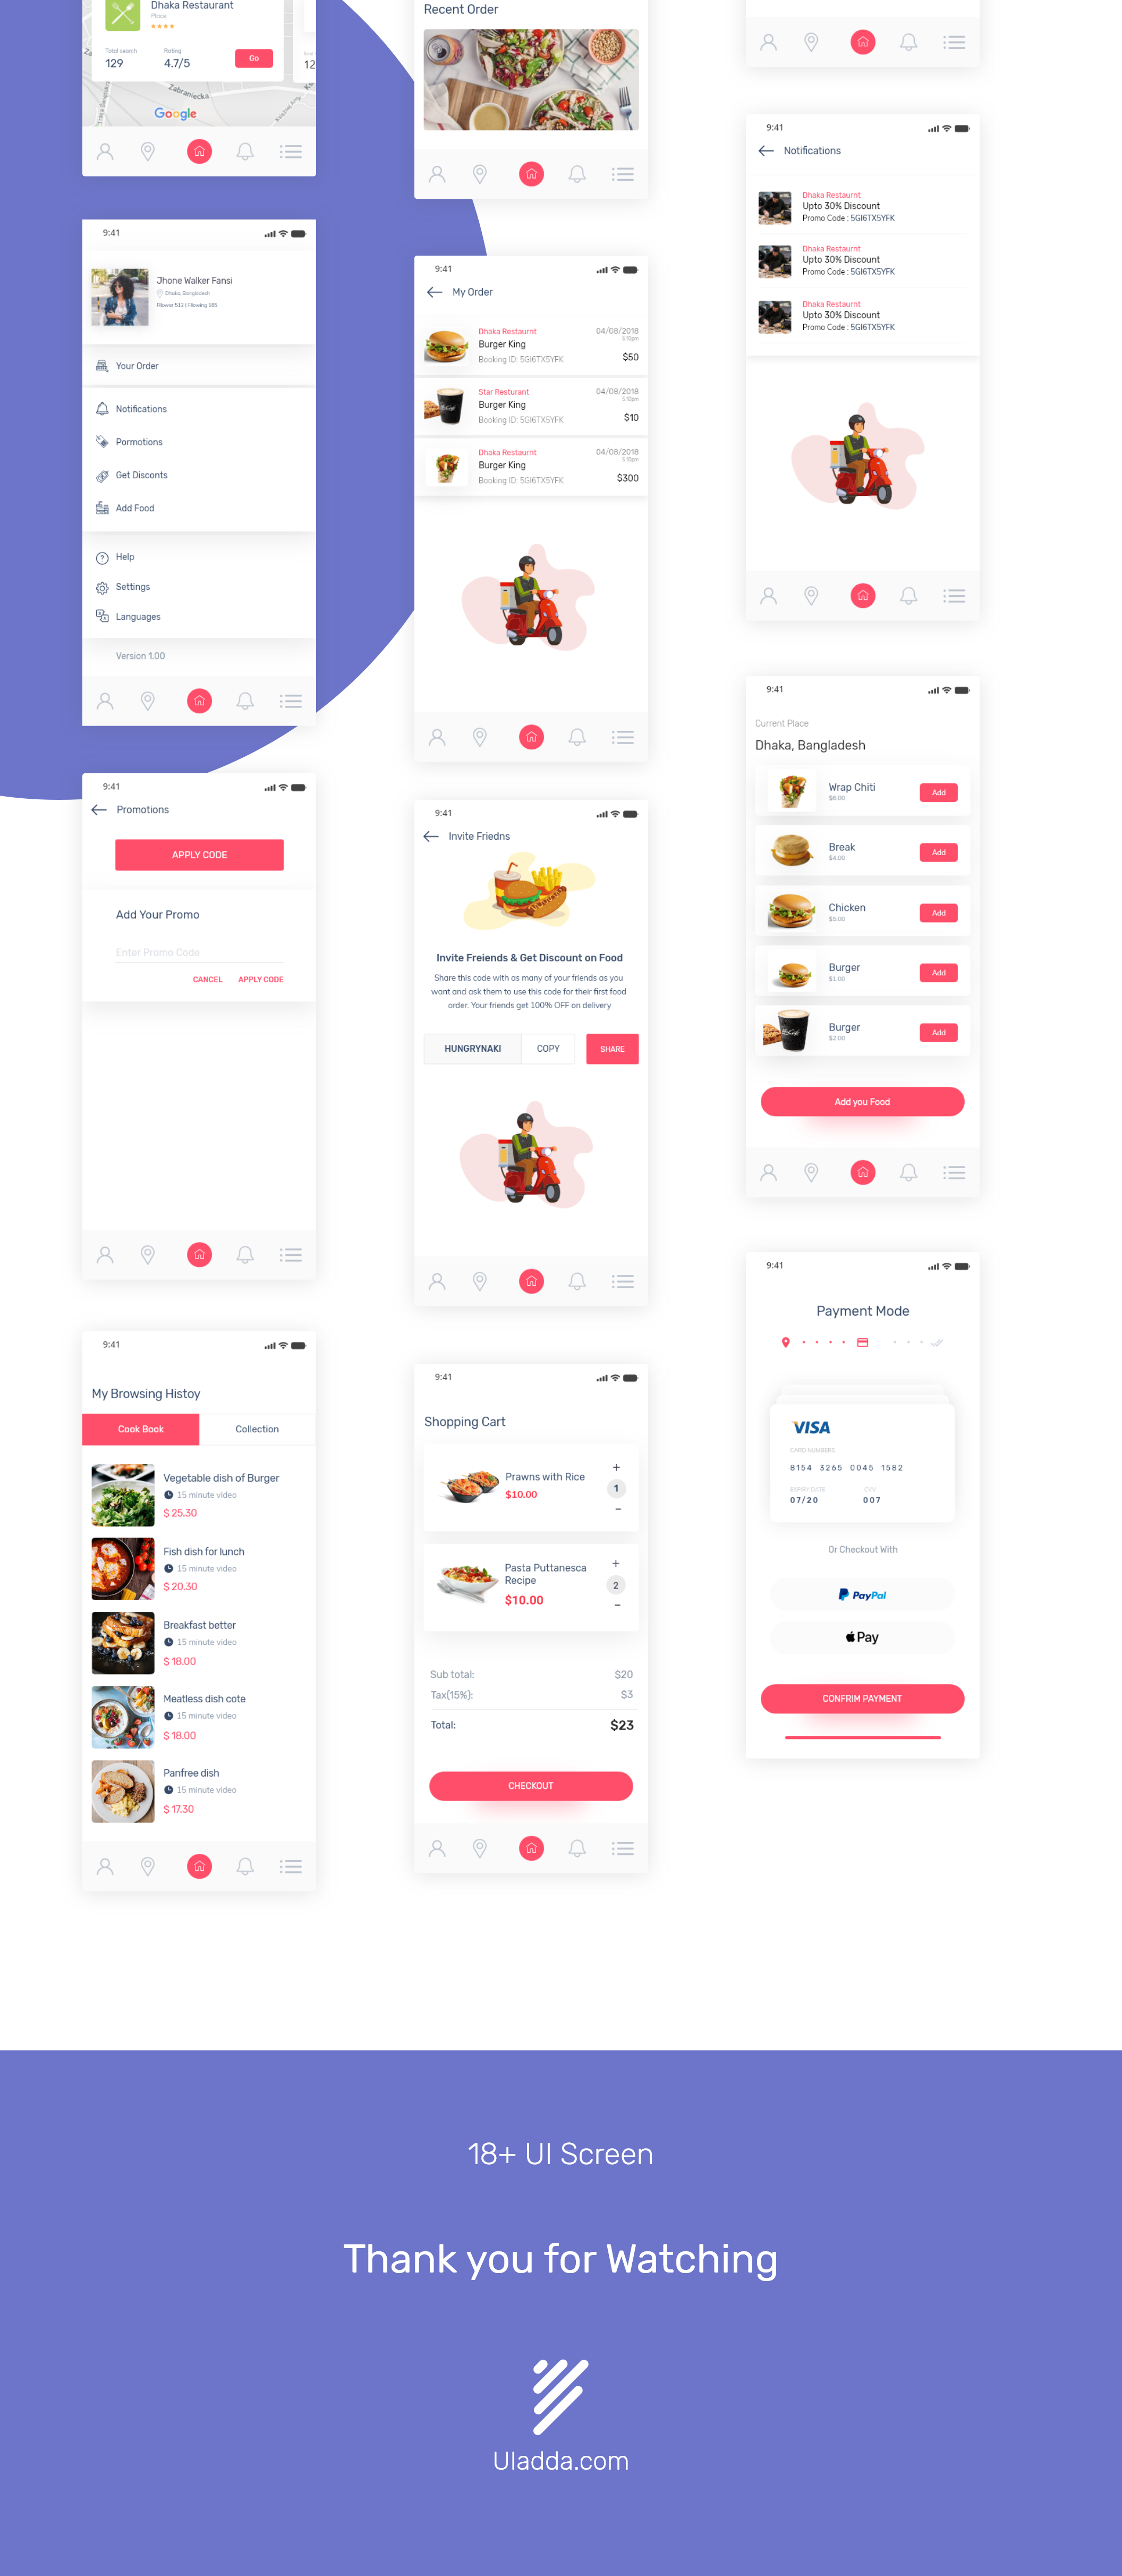 Dhaka Restaurant
Plaza
Total search
129
Rating
4.7/5
Go
12
Zabraniecka
Google
9:41
Jhone Walker Fansi
Dhaka, Bangladesh
Your Order
Notifications
Pormotions
Get Disconts
Add Food
Help
Settings
Languages
Version 1.00
9:41
Promotions
APPLY CODE
Add Your Promo
Enter Promo Code
CANCEL APPLY CODE
9:41
My Browsing Histoy
Cook Book
Collection
Vegetable dish of Burger
15 minute video
$ 25.30
Fish dish for lunch
15 minute video
$ 20.30
Breakfast better
15 minute video
$ 18.00
Meatless dish cote
15 minute video
$ 18.00
Panfree dish
15 minute video
$ 17.30
Recent Order
9:41
My Order
Dhaka Restaurnt
04/08/2018
5.10pm
Burger King
Booking ID: 5GI6TX5YFK
$50
Star Resturant
04/08/2018
5.10pm
Burger King
Booking ID: 5GI6TX5YFK
$10
Dhaka Restaurnt
04/08/2018
5.10pm
Burger King
Booking ID: 5GI6TX5YFK
$300
9:41
Invite Friedns
Invite Freiends & Get Discount on Food
Share this code with as many of your friends as you
want and ask them to use this code for their first food
order. Your friends get 100% OFF on delivery
HUNGRYNAKI
COPY
SHARE
9:41
Shopping Cart
Prawns with Rice
$10.00
+
1
-
Pasta Puttanesca
Recipe
$10.00
+
2
-
Sub total: $20
Tax(15%): $3
Total: $23
CHECKOUT
9:41
Notifications
Dhaka Restaurnt
Upto 30% Discount
Promo Code : 5GI6TX5YFK
Dhaka Restaurnt
Upto 30% Discount
Promo Code : 5GI6TX5YFK
Dhaka Restaurnt
Upto 30% Discount
Promo Code : 5GI6TX5YFK
9:41
Current Place
Dhaka, Bangladesh
Wrap Chiti
$6.00
Add
Break
$4.00
Add
Chicken
$5.00
Add
Burger
$1.00
Add
Burger
$2.00
Add
Add you Food
9:41
Payment Mode
VISA
CARD NUMBERS
8154 3265 0045 1582
EXPIRY DATE
CVV
07/20
007
Or Checkout With
PayPal
Pay
CONFRIM PAYMENT
18+ UI Screen
Thank you for Watching
Uladda.com